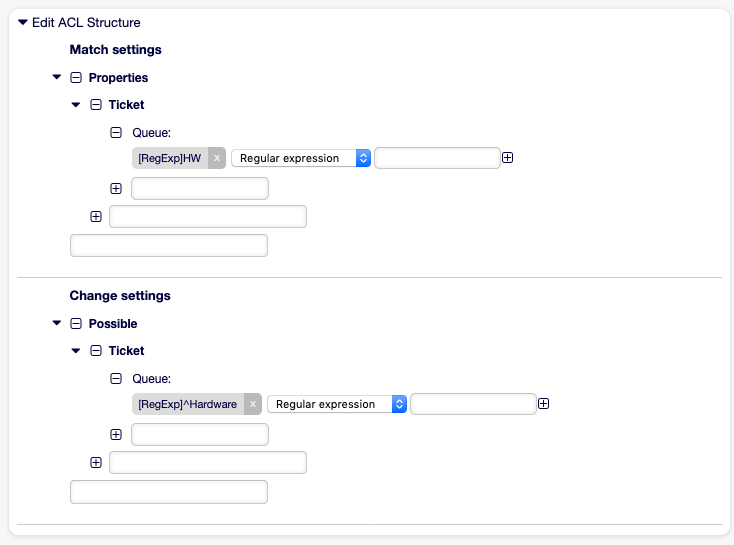 Edit ACL Structure
Match settings
Properties
Ticket
Queue:
[RegExp]HW x Regular expression
Change settings
Possible
Ticket
Queue:
[RegExp]^Hardware x Regular expression